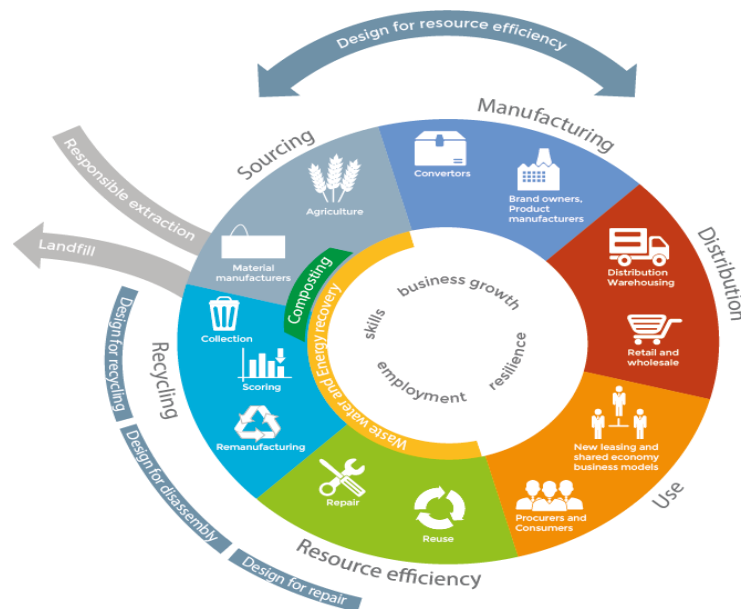 Design for resource efficiency
Manufacturing
Sourcing
Convertors
Brand owners,
Product
manufacturers
Agriculture
Responsible extraction
Distribution
Landfill
Material
manufacturers
Distribution
Warehousing
Composting
business growth
skills
resilience
employment
Waste water and Energy recovery
Collection
Scoring
Remanufacturing
Recycling
Retail and
wholesale
New leasing and
shared economy
business models
Procurers and
Consumers
Use
Repair
Reuse
Resource efficiency
Design for recycling
Design for disassembly
Design for repair